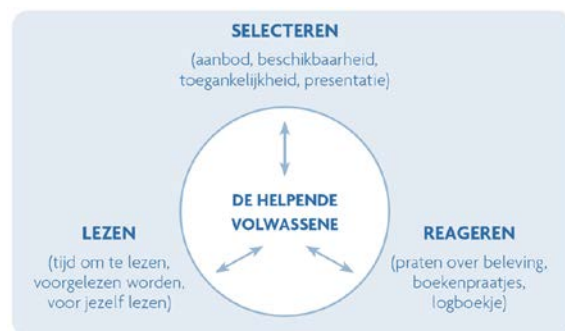 SELECTEREN
(aanbod, beschikbaarheid,
toegankelijkheid, presentatie)
DE HELPENDE
VOLWASSENE
LEZEN
(tijd om te lezen,
voorgelezen worden,
voor jezelf lezen)
REAGEREN
(praten over beleving,
boekenpraatjes,
logboekje)